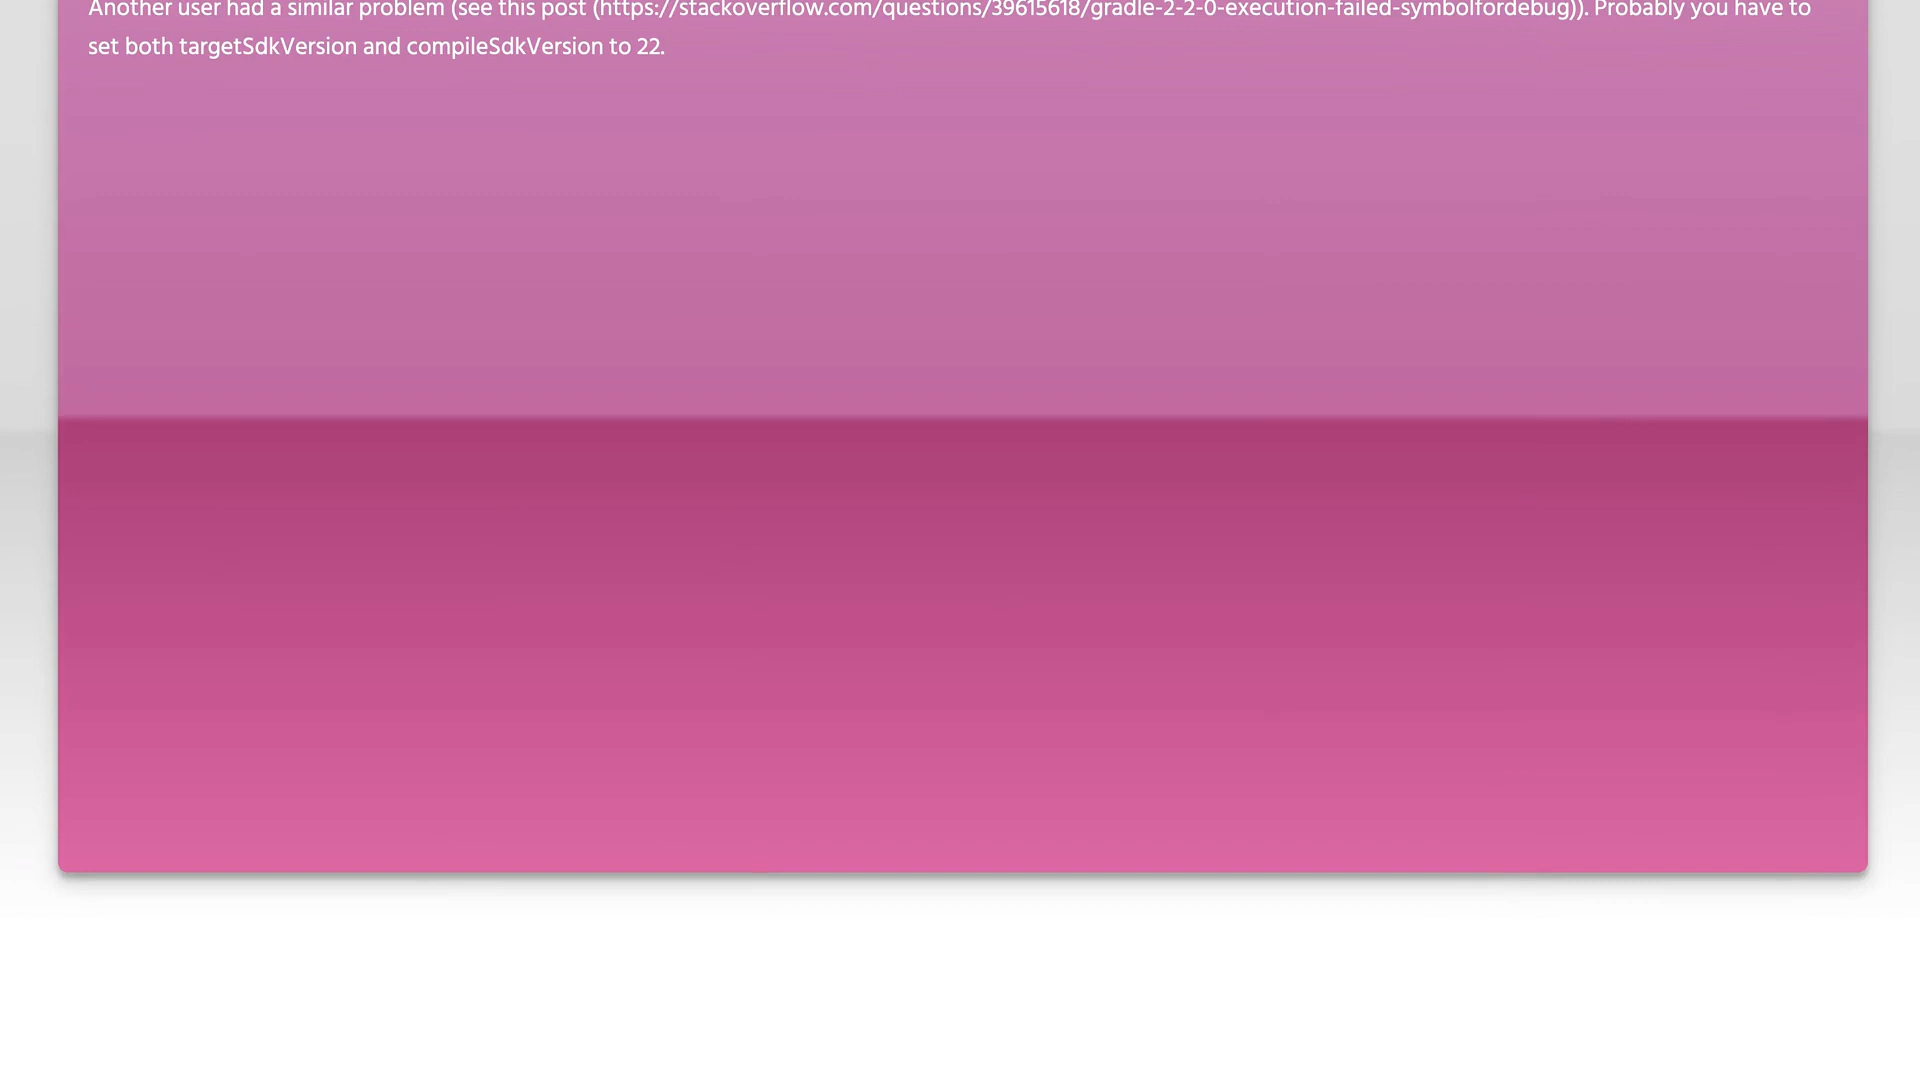 Another user had a similar problem (see this post (https://stackoverflow.com/questions/39615618/gradle-2-2-0-execution-failed-symbolfordebug)). Probably you have to
set both targetSdkVersion and compileSdkVersion to 22.